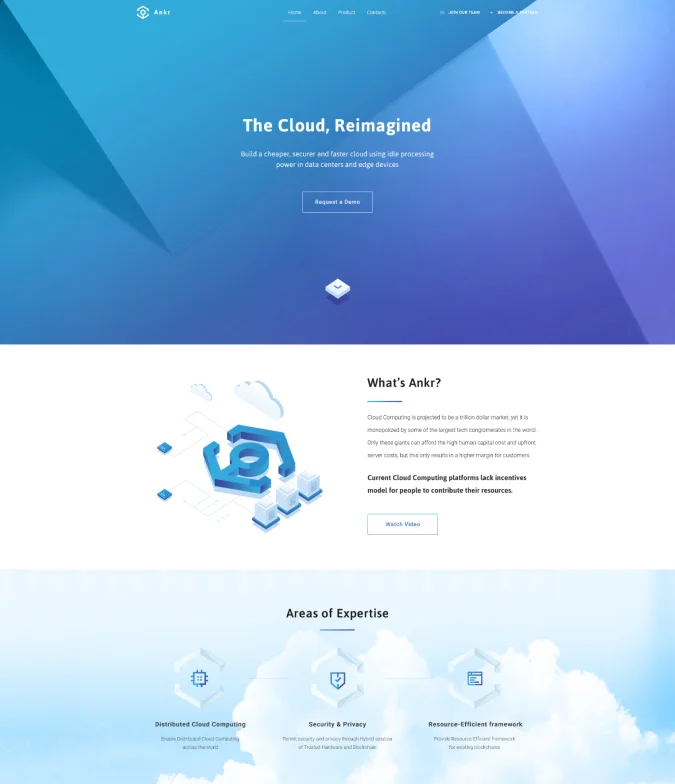 Ankr
Home About Product Contacts
JOIN OUR TEAM BECOME A PARTNER
The Cloud, Reimagined
Build a cheaper, securer and faster cloud using idle processing
power in data centers and edge devices
Request a Demo
What's Ankr?
Cloud Computing is projected to be a trillion dollar market, yet it is
monopolized by some of the largest tech conglomerates in the world.
Only these giants can afford the high human capital cost and upfront
server costs, but this only results in a higher margin for customers.
Current Cloud Computing platforms lack incentives
model for people to contribute their resources.
Watch Video
Areas of Expertise
Distributed Cloud Computing
Enable Distributed Cloud Computing
across the world
Security & Privacy
Permit security and privacy through Hybrid solution
of Trusted Hardware and Blockchain
Resource-Efficient framework
Provide Resource Efficient framework
for existing blockchains